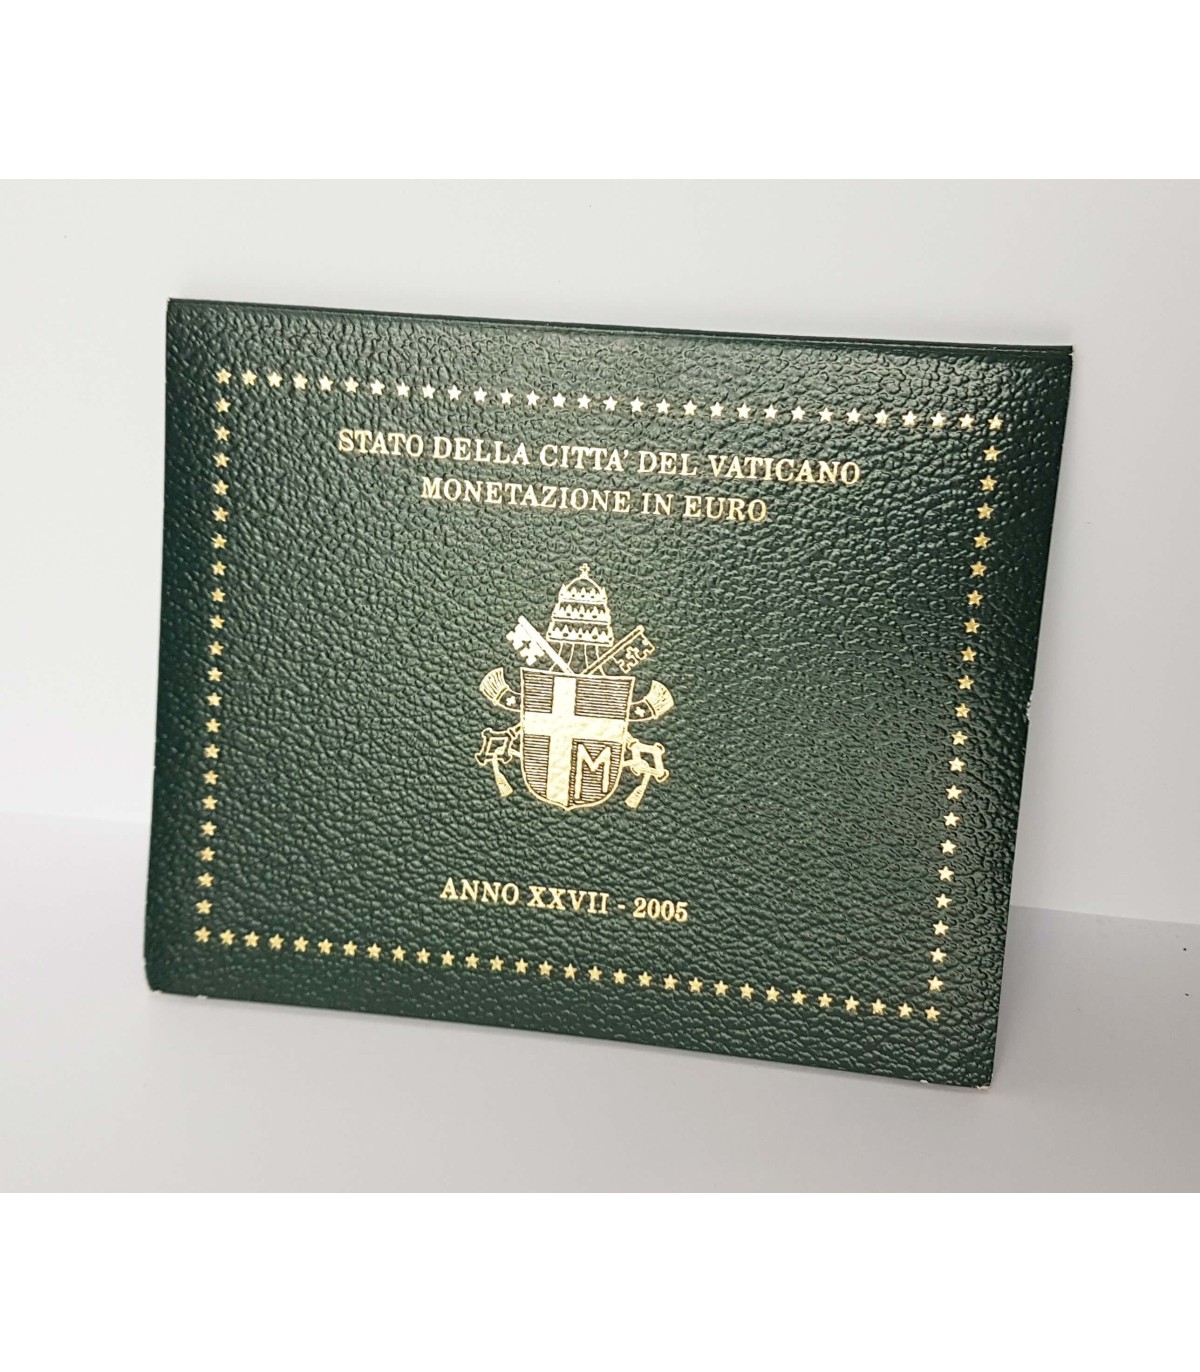 STATO DELLA CITTA' DEL VATICANO
MONETAZIONE IN EURO
M
ANNO XXVII - 2005